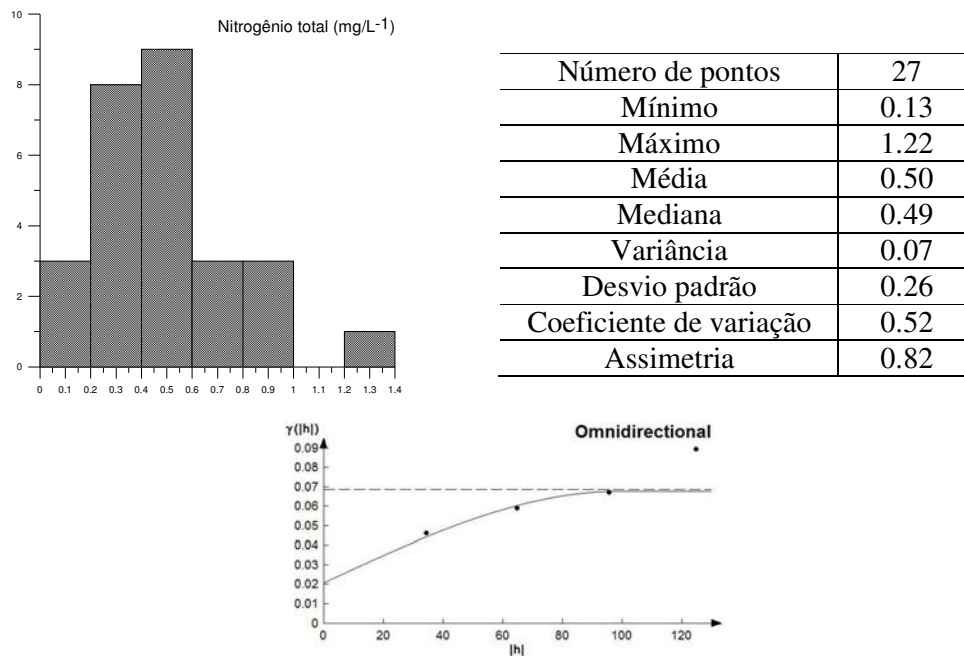 Nitrogênio total (mg/L-1)
10
8
6
4
2
0
0 0.1 0.2 0.3 0.4 0.5 0.6 0.7 0.8 0.9 1 1.1 1.2 1.3 1.4
Número de pontos 27
Mínimo 0.13
Máximo 1.22
Média 0.50
Mediana 0.49
Variância 0.07
Desvio padrão 0.26
Coeficiente de variação 0.52
Assimetria 0.82
γ(|h|)
Omnidirectional
0.09
0.08
0.07
0.06
0.05
0.04
0.03
0.02
0.01
0
0 20 40 60 80 100 120
|h|